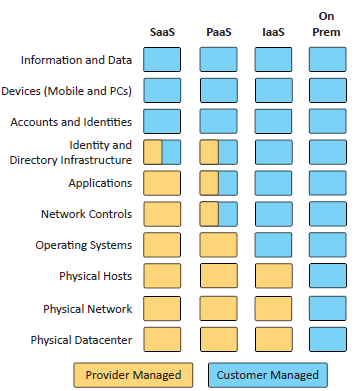 SaaS PaaS IaaS On Prem
Information and Data
Devices (Mobile and PCs)
Accounts and Identities
Identity and
Directory Infrastructure
Applications
Network Controls
Operating Systems
Physical Hosts
Physical Network
Physical Datacenter
Provider Managed Customer Managed